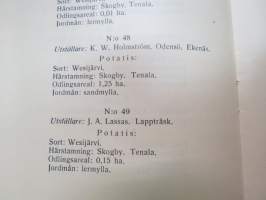 Sort: Wesijärvi,
Härstamning: Skogby, Tenala,
Odlingsareal: 0,01 ha,
Jordmån: lermylla.
N:o 48
Utställare: K. W. Holmström, Odensö, Ekenäs,
Potatis:
Sort: Wesijärvi,
Härstamning: Skogby, Tenala,
Odlingsareal: 1,25 ha,
Jordmån: sandmylla,
N:o 49
Utställare: J. A. Lassas, Lappträsk,
Potatis:
Sort: Wesijärvi,
Härstamning: Skogby, Tenala,
Odlingsareal: 0,15 ha,
Jordmån: lermylla,